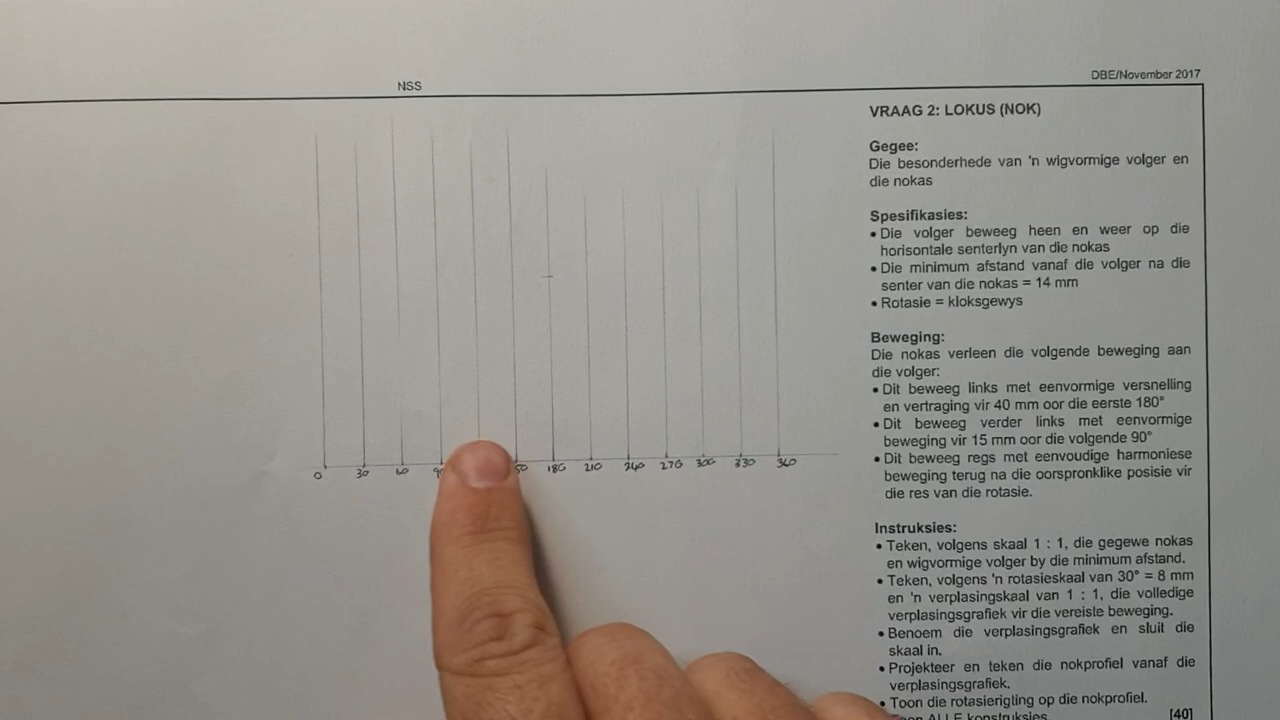 NSS
DBE/November 2017
VRAAG 2: LOKUS (NOK)
Gegee:
Die besonderhede van 'n wigvormige volger en
die nokas
Spesifikasies:
• Die volger beweeg heen en weer op die
horisontale senterlyn van die nokas
• Die minimum afstand vanaf die volger na die
senter van die nokas = 14 mm
• Rotasie = kloksgewys
Beweging:
Die nokas verleen die volgende beweging aan
die volger:
• Dit beweeg links met eenvormige versnelling
en vertraging vir 40 mm oor die eerste 180°
• Dit beweeg verder links met eenvormige
beweging vir 15 mm oor die volgende 90°
• Dit beweeg regs met eenvoudige harmoniese
beweging terug na die oorspronklike posisie vir
die res van die rotasie.
Instruksies:
• Teken, volgens skaal 1 : 1, die gegewe nokas
en wigvormige volger by die minimum afstand.
• Teken, volgens 'n rotasieskaal van 30° = 8 mm
en 'n verplasingskaal van 1 : 1, die volledige
verplasingsgrafiek vir die vereiste beweging.
• Benoem die verplasingsgrafiek en sluit die
skaal in.
• Projekteer en teken die nokprofiel vanaf die
verplasingsgrafiek.
• Toon die rotasierigting op die nokprofiel.
ALLE konstruksies [40]
0 30 60 180 210 240 270 300 330 360